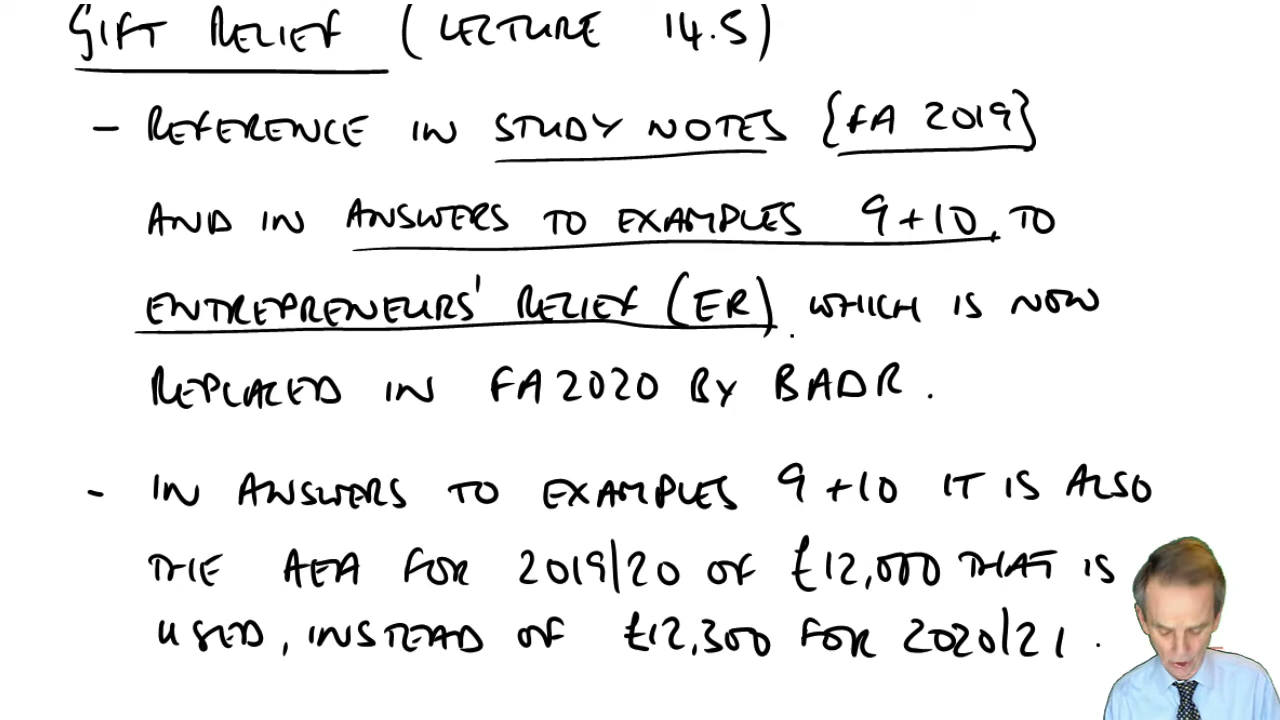 GIFT RELIEF (LECTURE 14.5)
- REFERENCE IN STUDY NOTES {FA 2019}
AND IN ANSWERS TO EXAMPLES 9+10, TO
ENTREPRENEURS' RELIEF (ER). WHICH IS NOW
REPLACED IN FA2020 BY BADR.
- IN ANSWERS TO EXAMPLES 9+10 IT IS ALSO
THE AEA FOR 2019/20 OF £12,000 THAT IS
USED, INSTEAD OF £12,300 FOR 2020/21.